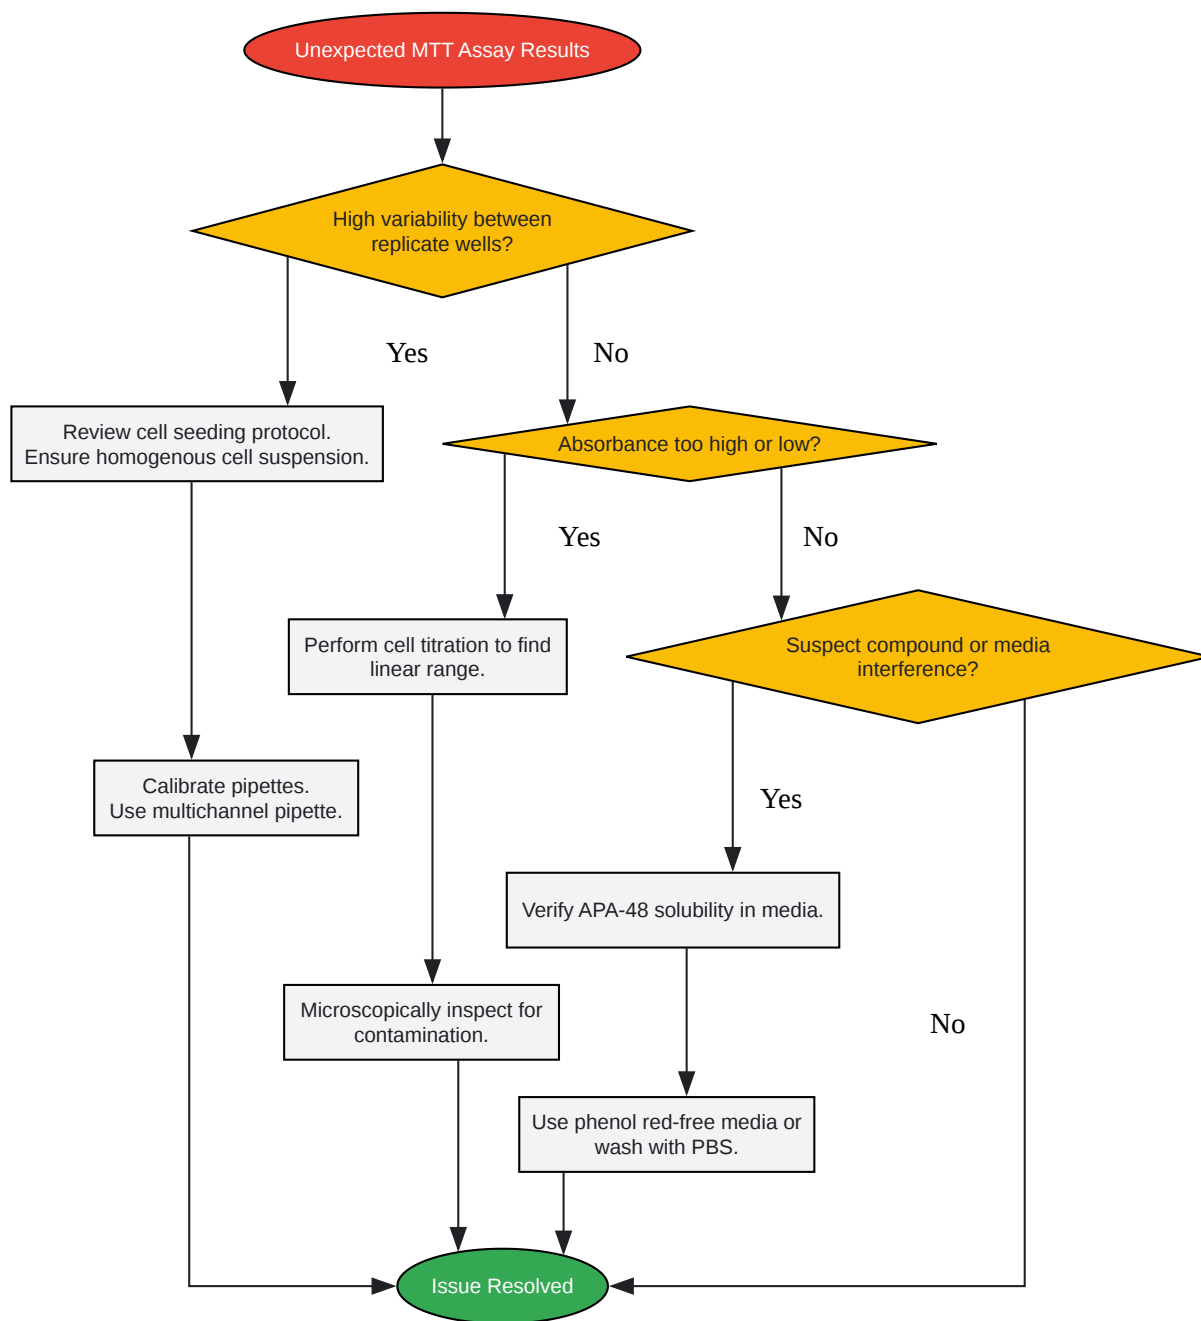 Unexpected MTT Assay Results
High variability between
replicate wells?
Yes
No
Review cell seeding protocol.
Ensure homogenous cell suspension.
Absorbance too high or low?
Yes
No
Perform cell titration to find
linear range.
Suspect compound or media
interference?
Calibrate pipettes.
Use multichannel pipette.
Yes
Verify APA-48 solubility in media.
Microscopically inspect for
contamination.
No
Use phenol red-free media or
wash with PBS.
Issue Resolved